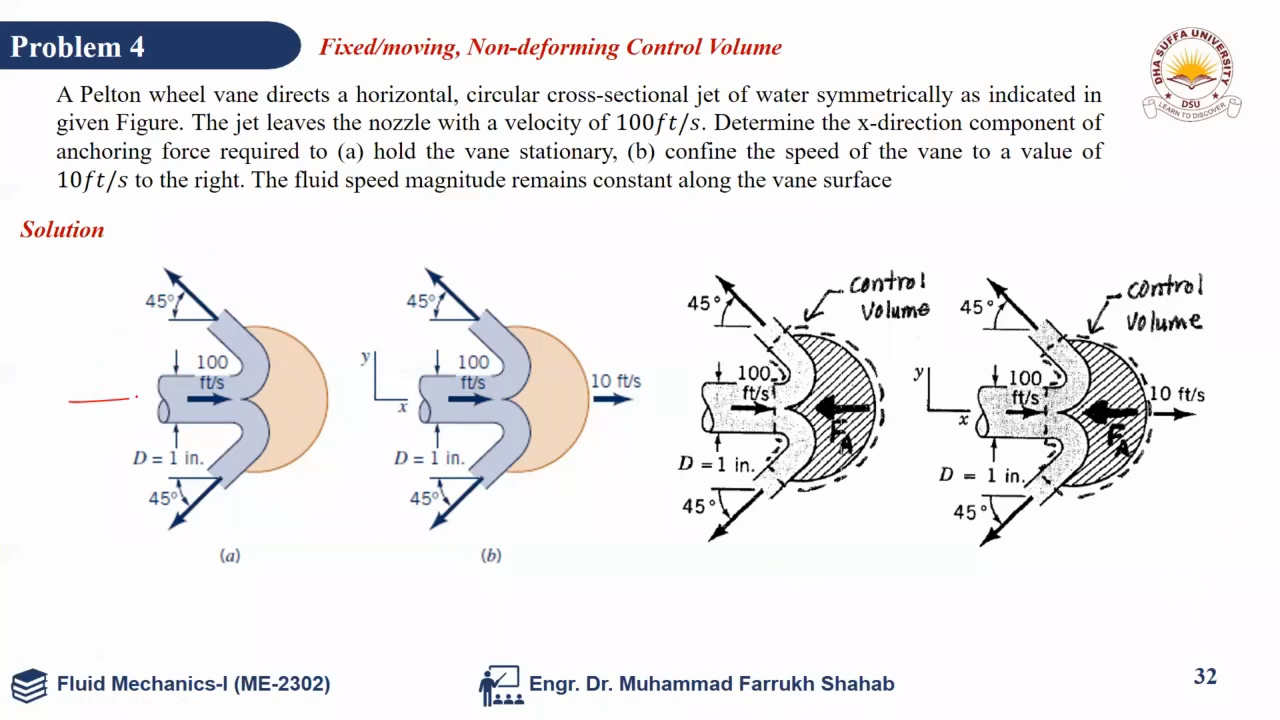 Problem 4
Fixed/moving, Non-deforming Control Volume
DHA SUFFA UNIVERSITY
DSU
LEARN TO DISCOVER
A Pelton wheel vane directs a horizontal, circular cross-sectional jet of water symmetrically as indicated in
given Figure. The jet leaves the nozzle with a velocity of 100ft/s. Determine the x-direction component of
anchoring force required to (a) hold the vane stationary, (b) confine the speed of the vane to a value of
10ft/s to the right. The fluid speed magnitude remains constant along the vane surface
Solution
45°
100
ft/s
D = 1 in.
45°
(a)
45°
y
x
100
ft/s
10 ft/s
D = 1 in.
45°
(b)
control
volume
45°
100
ft/s
F_A
D = 1 in.
45°
control
volume
45°
y
x
100
ft/s
10 ft/s
F_A
D = 1 in.
45°
Fluid Mechanics-I (ME-2302)
Engr. Dr. Muhammad Farrukh Shahab
32